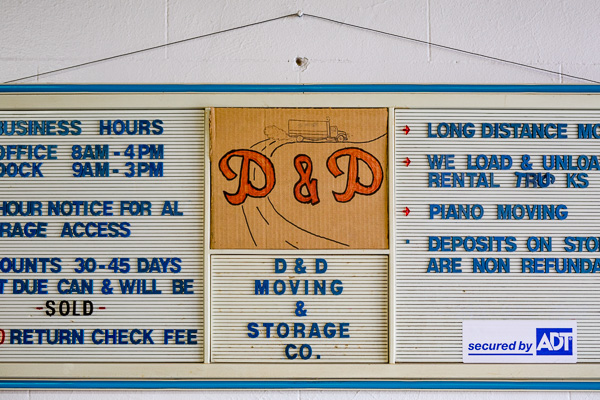 BUSINESS HOURS
OFFICE 8AM - 4PM
DOCK 9AM - 3PM
HOUR NOTICE FOR AL
RAGE ACCESS
OUNTS 30-45 DAYS
T DUE CAN & WILL BE
-SOLD-
0 RETURN CHECK FEE
D & D
D & D
MOVING
&
STORAGE
CO.
LONG DISTANCE MO
WE LOAD & UNLOA
RENTAL TRU KS
PIANO MOVING
DEPOSITS ON STO
ARE NON REFUNDA
secured by ADT